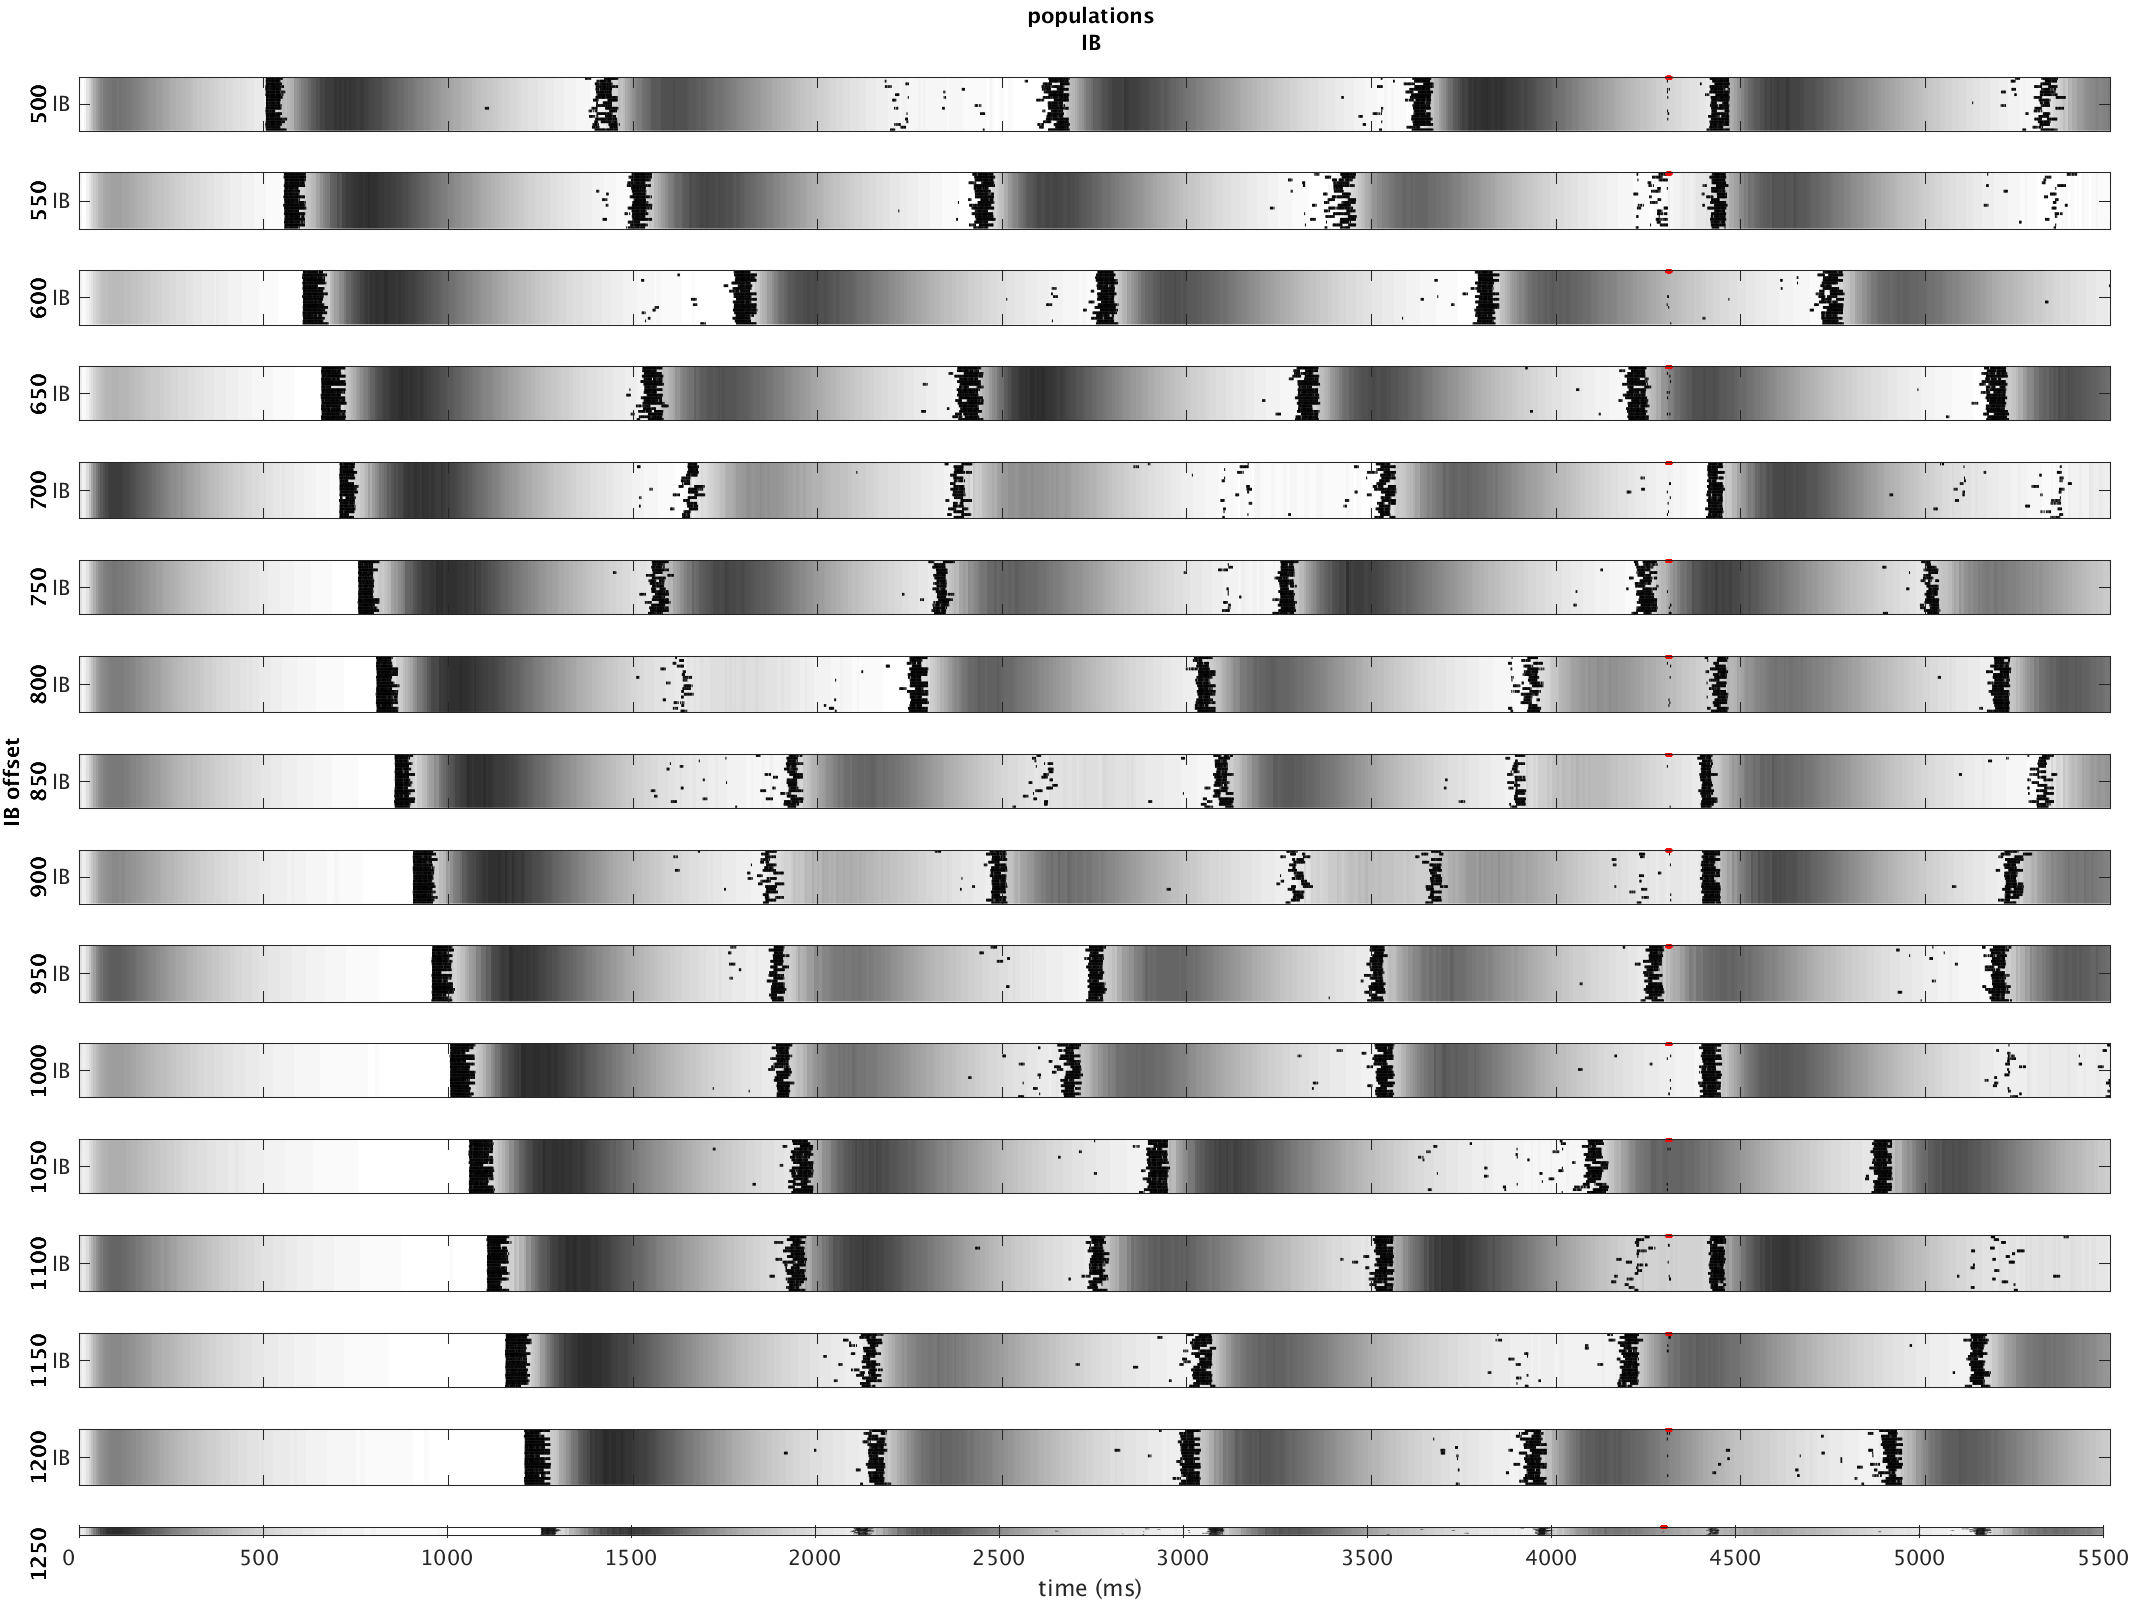 populations
IB
500 IB
550 IB
600 IB
650 IB
700 IB
750 IB
800 IB
850 IB
900 IB
950 IB
1000 IB
1050 IB
1100 IB
1150 IB
1200 IB
1250
IB offset
0 500 1000 1500 2000 2500 3000 3500 4000 4500 5000 5500
time (ms)